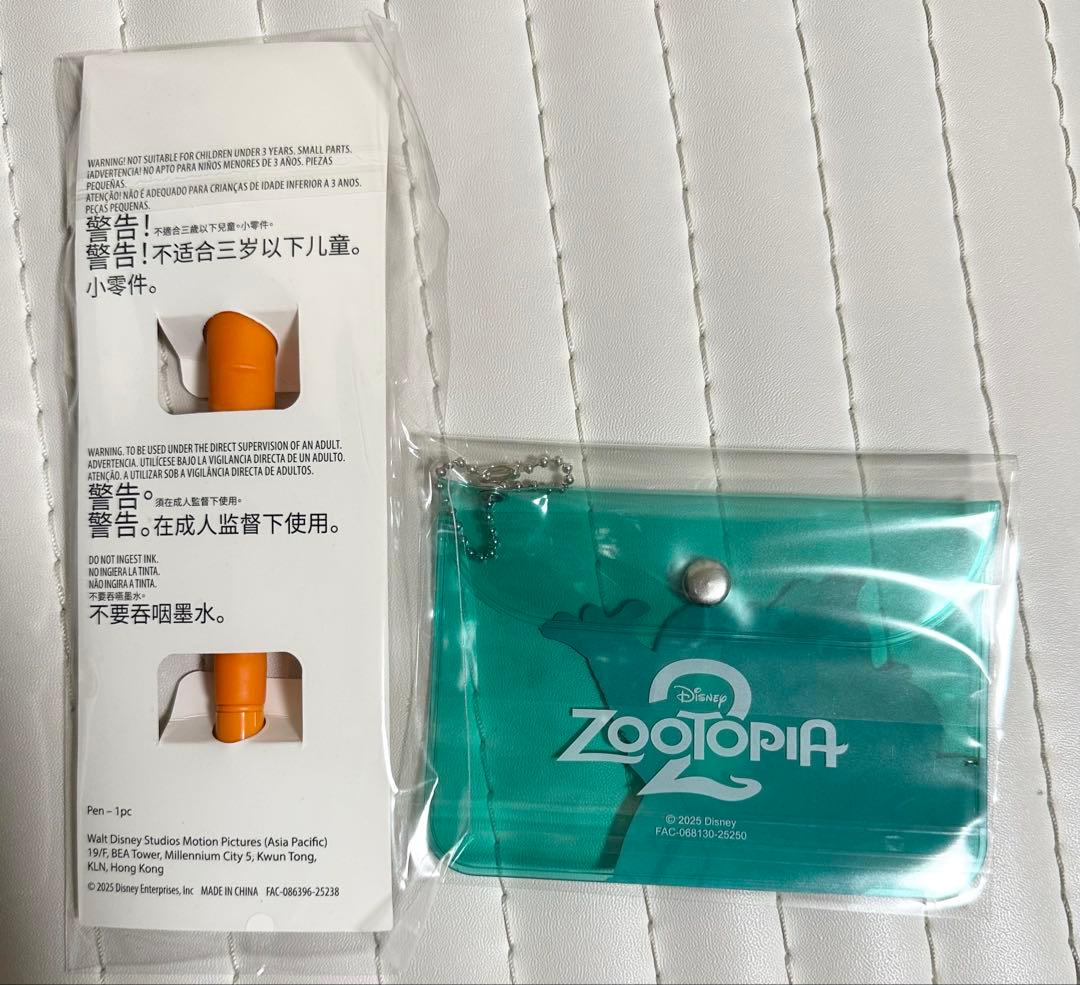 WARNING! NOT SUITABLE FOR CHILDREN UNDER 3 YEARS. SMALL PARTS.
¡ADVERTENCIA! NO APTO PARA NIÑOS MENORES DE 3 AÑOS. PIEZAS
PEQUEÑAS.
ATENÇÃO! NÃO É ADEQUADO PARA CRIANÇAS DE IDADE INFERIOR A 3 ANOS.
PEÇAS PEQUENAS.
警告!不適合三歲以下兒童。小零件。
警告!不适合三岁以下儿童。
小零件。
WARNING. TO BE USED UNDER THE DIRECT SUPERVISION OF AN ADULT.
ADVERTENCIA. UTILÍCESE BAJO LA VIGILANCIA DIRECTA DE UN ADULTO.
ATENÇÃO. A UTILIZAR SOB A VIGILÂNCIA DIRECTA DE ADULTOS.
警告。須在成人監督下使用。
警告。在成人监督下使用。
DO NOT INGEST INK.
NO INGIERA LA TINTA.
NÃO INGIRA A TINTA.
不要吞嚥墨水。
不要吞咽墨水。
Pen – 1pc
Walt Disney Studios Motion Pictures (Asia Pacific)
19/F, BEA Tower, Millennium City 5, Kwun Tong,
KLN, Hong Kong
© 2025 Disney Enterprises, Inc MADE IN CHINA FAC-086396-25238
Disney
ZOOTOPIA
2
© 2025 Disney
FAC-068130-25250